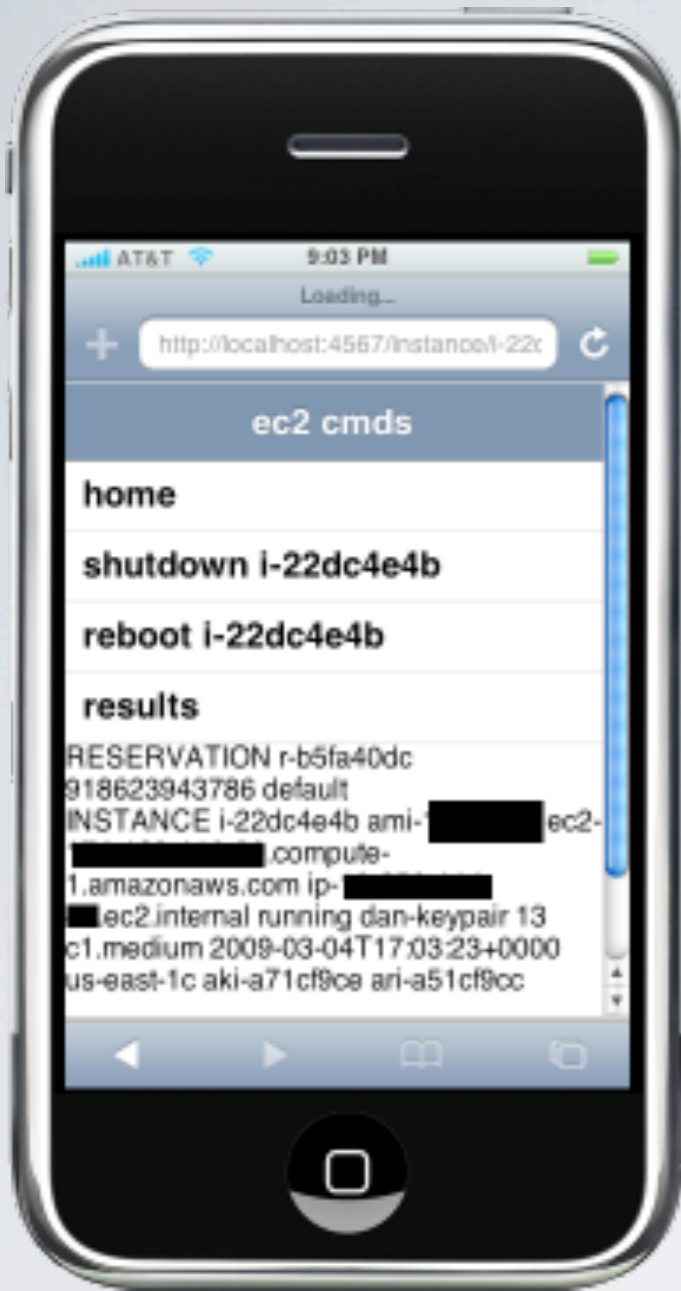 AT&T 9:03 PM
Loading...
http://localhost:4567/instance/i-22
ec2 cmds
home
shutdown i-22dc4e4b
reboot i-22dc4e4b
results
RESERVATION r-b5fa40dc
918623943786 default
INSTANCE i-22dc4e4b ami- ec2-
.compute-
1.amazonaws.com ip-
.ec2.internal running dan-keypair 13
c1.medium 2009-03-04T17:03:23+0000
us-east-1c aki-a71cf9ce ari-a51cf9cc